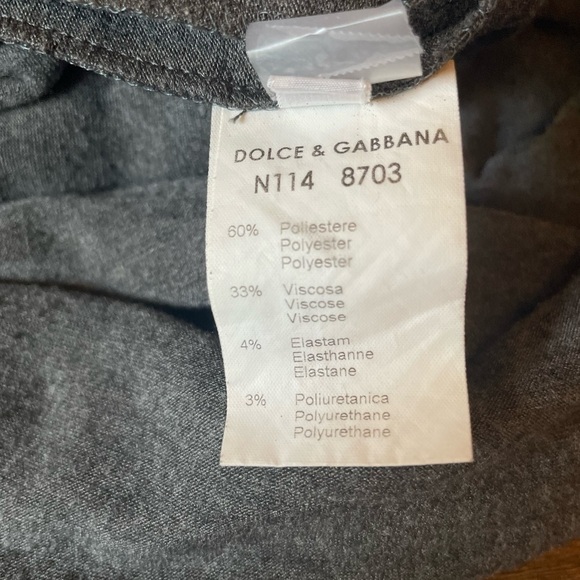 DOLCE & GABBANA
N114 8703
60% Poliestere
Polyester
Polyester
33% Viscosa
Viscose
Viscose
4% Elastam
Elasthanne
Elastane
3% Poliuretanica
Polyurethane
Polyurethane